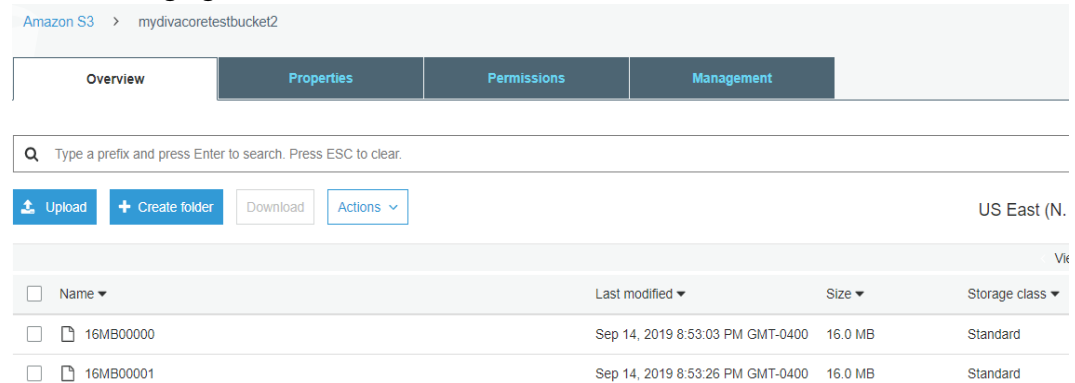 Amazon S3 > mydivacoretestbucket2
Overview Properties Permissions Management
Type a prefix and press Enter to search. Press ESC to clear.
Upload + Create folder Download Actions
US East (N.
Vie
Name Last modified Size Storage class
16MB00000 Sep 14, 2019 8:53:03 PM GMT-0400 16.0 MB Standard
16MB00001 Sep 14, 2019 8:53:26 PM GMT-0400 16.0 MB Standard